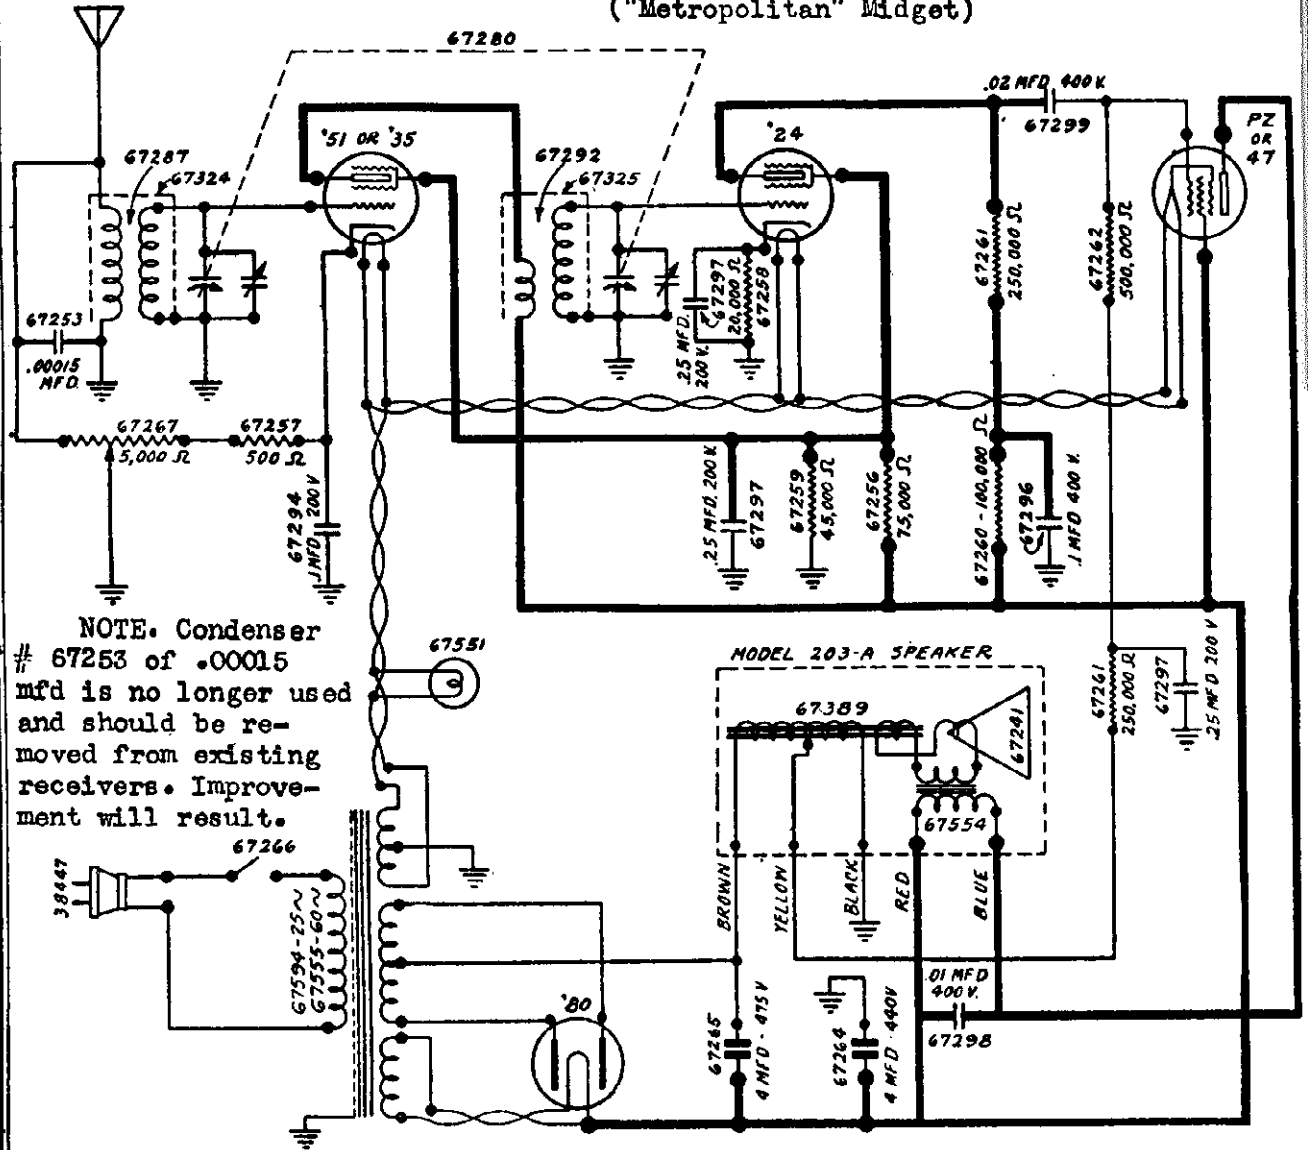 ("Metropolitan" Midget)
67280
.02 MFD 400 V.
67299
PZ
OR
47
'51 OR '35
'24
67287
67324
67292
67325
67261
250,000 Ω
67262
500,000 Ω
.25 MFD.
200 V.
67297
20,000 Ω
67258
67253
.00015
MFD.
67267
5,000 Ω
67257
500 Ω
67294
.1 MFD 200V
.25 MFD. 200 V.
67297
67259
45,000 Ω
67256
75,000 Ω
67260-100,000 Ω
67296
.1 MFD 400 V.
NOTE. Condenser
# 67253 of .00015
mfd is no longer used
and should be re-
moved from existing
receivers. Improve-
ment will result.
67551
MODEL 203-A SPEAKER
67389
67241
67554
67261
250,000 Ω
67297
.25 MFD 200 V
67266
38447
67594-25~
67555-60~
BROWN
YELLOW
BLACK
RED
BLUE
'80
67265
4 MFD - 475 V
67264
4 MFD - 440V
.01 MFD
400 V.
67298